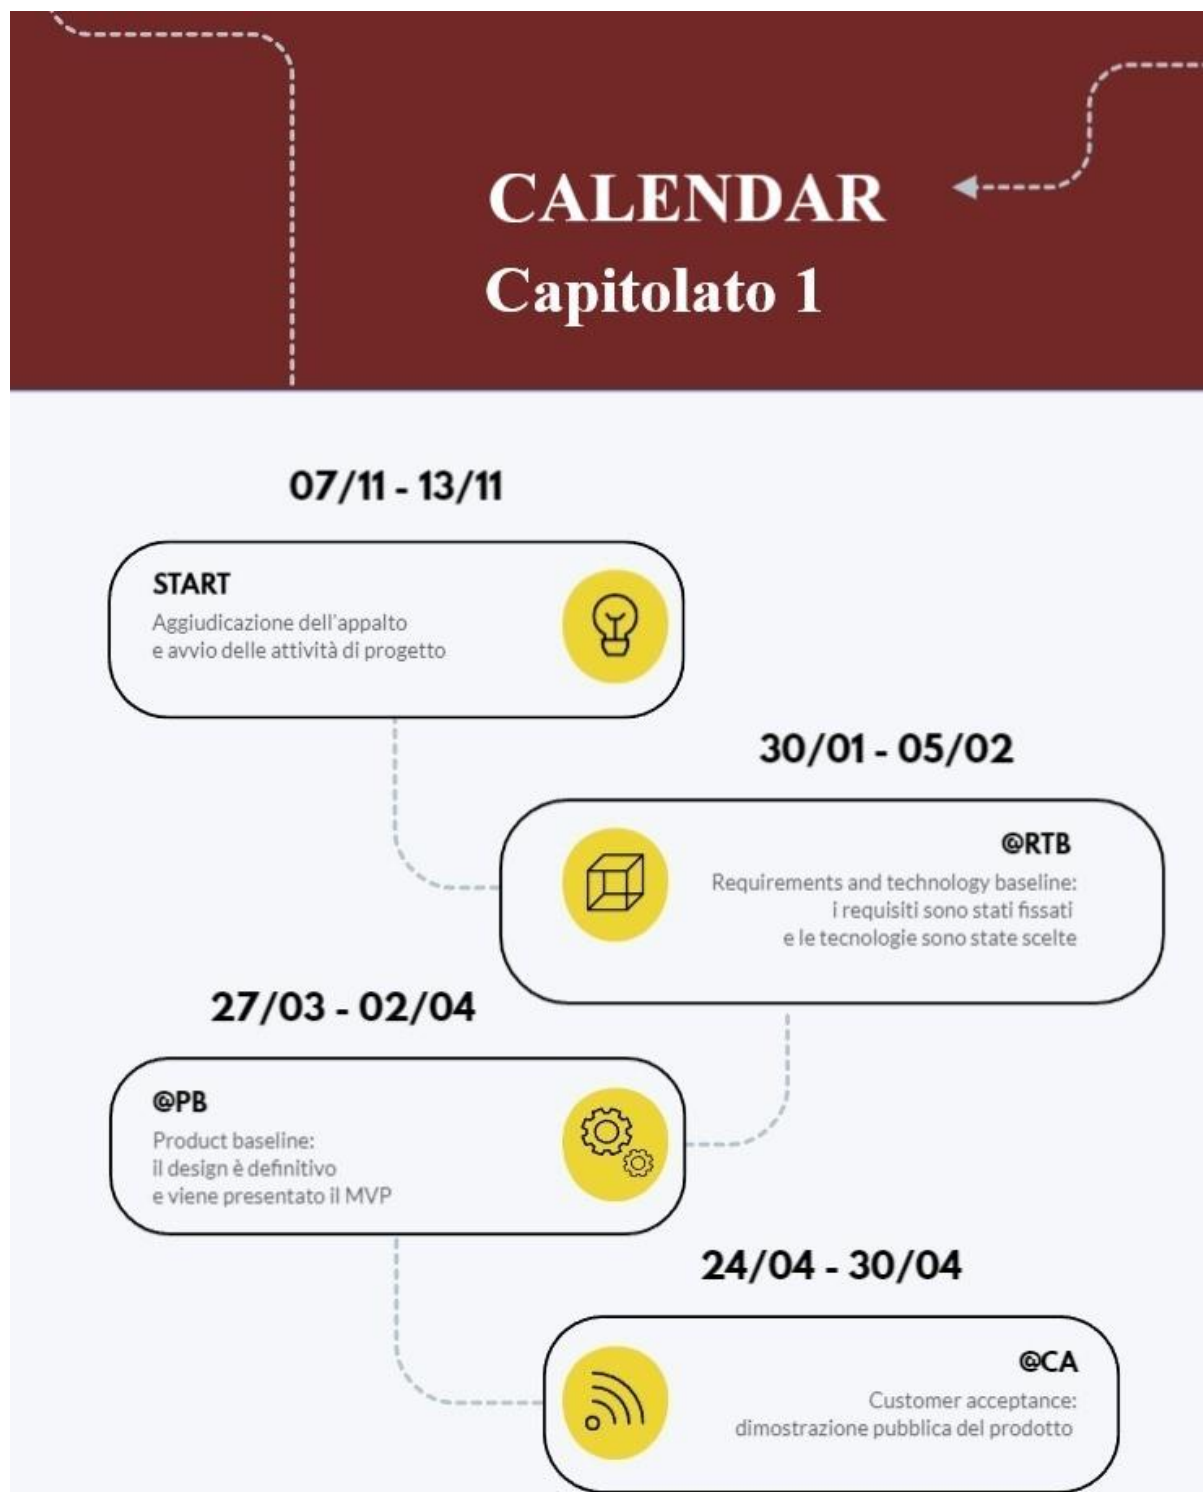 CALENDAR
Capitolato 1
07/11 - 13/11
START
Aggiudicazione dell'appalto
e avvio delle attività di progetto
30/01 - 05/02
@RTB
Requirements and technology baseline:
i requisiti sono stati fissati
e le tecnologie sono state scelte
27/03 - 02/04
@PB
Product baseline:
il design è definitivo
e viene presentato il MVP
24/04 - 30/04
@CA
Customer acceptance:
dimostrazione pubblica del prodotto